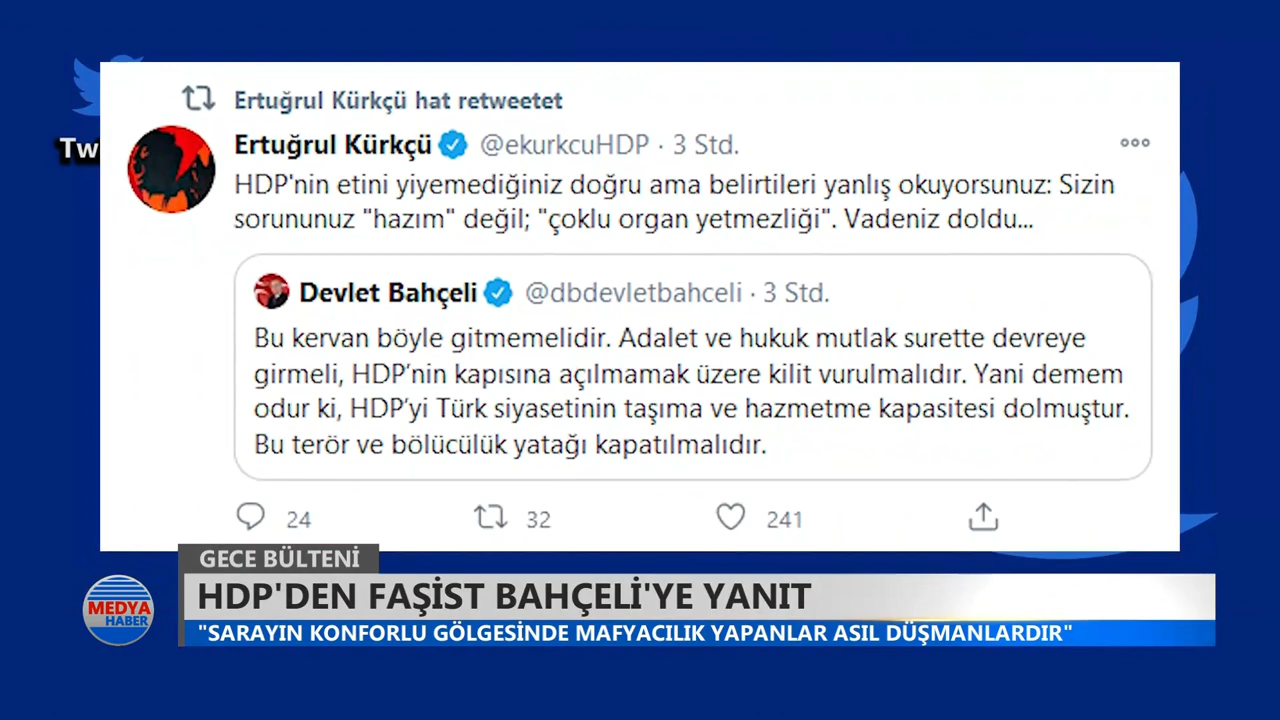 Ertuğrul Kürkçü hat retweetet
Ertuğrul Kürkçü @ekurkcuHDP · 3 Std.
Tw
HDP'nin etini yiyemediğiniz doğru ama belirtileri yanlış okuyorsunuz: Sizin
sorununuz "hazım" değil; "çoklu organ yetmezliği". Vadeniz doldu...
Devlet Bahçeli @dbdevletbahceli · 3 Std.
Bu kervan böyle gitmemelidir. Adalet ve hukuk mutlak surette devreye
girmeli, HDP’nin kapısına açılmamak üzere kilit vurulmalıdır. Yani demem
odur ki, HDP’yi Türk siyasetinin taşıma ve hazmetme kapasitesi dolmuştur.
Bu terör ve bölücülük yatağı kapatılmalıdır.
24 32 241
GECE BÜLTENİ
HDP'DEN FAŞİST BAHÇELİ'YE YANIT
MEDYA
HABER
"SARAYIN KONFORLU GÖLGESİNDE MAFYACILIK YAPANLAR ASIL DÜŞMANLARDIR"